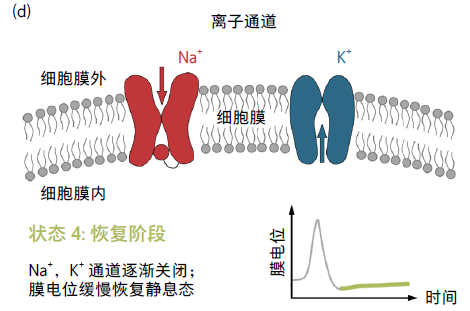 (d)
离子通道
Na⁺
K⁺
细胞膜外
细胞膜
细胞膜内
状态 4: 恢复阶段
Na⁺，K⁺ 通道逐渐关闭；
膜电位缓慢恢复静息态
膜电位
时间